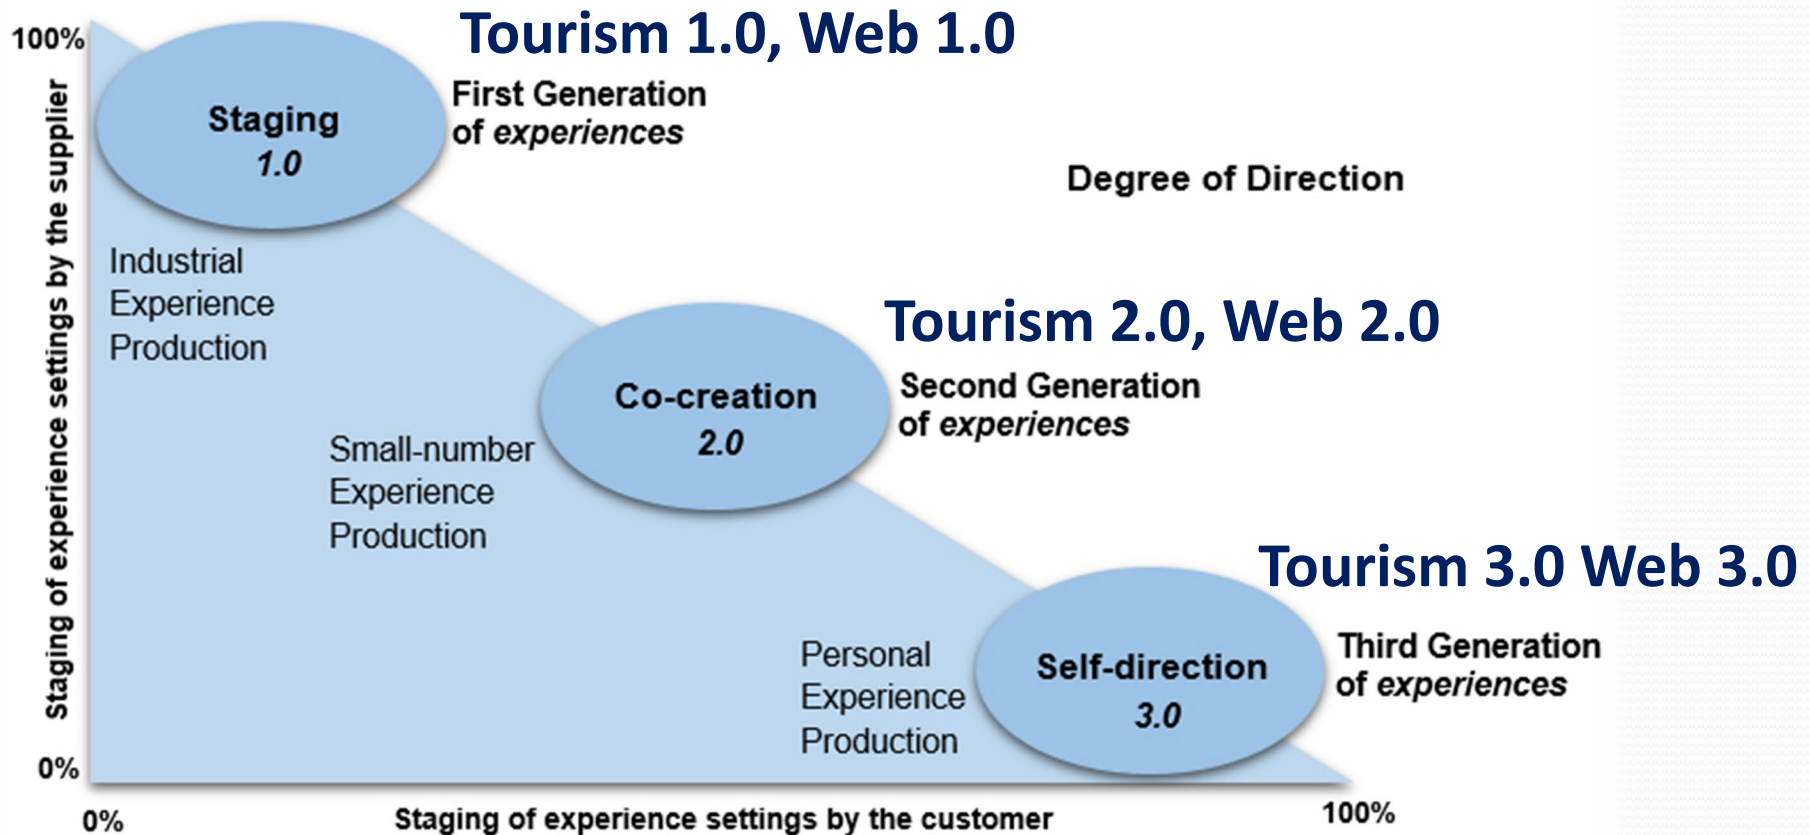 Tourism 1.0, Web 1.0
100%
Staging
1.0
First Generation
of experiences
Degree of Direction
Staging of experience settings by the supplier
Industrial
Experience
Production
Tourism 2.0, Web 2.0
Co-creation
2.0
Second Generation
of experiences
Small-number
Experience
Production
Tourism 3.0 Web 3.0
Personal
Experience
Production
Self-direction
3.0
Third Generation
of experiences
0%
0%
Staging of experience settings by the customer
100%